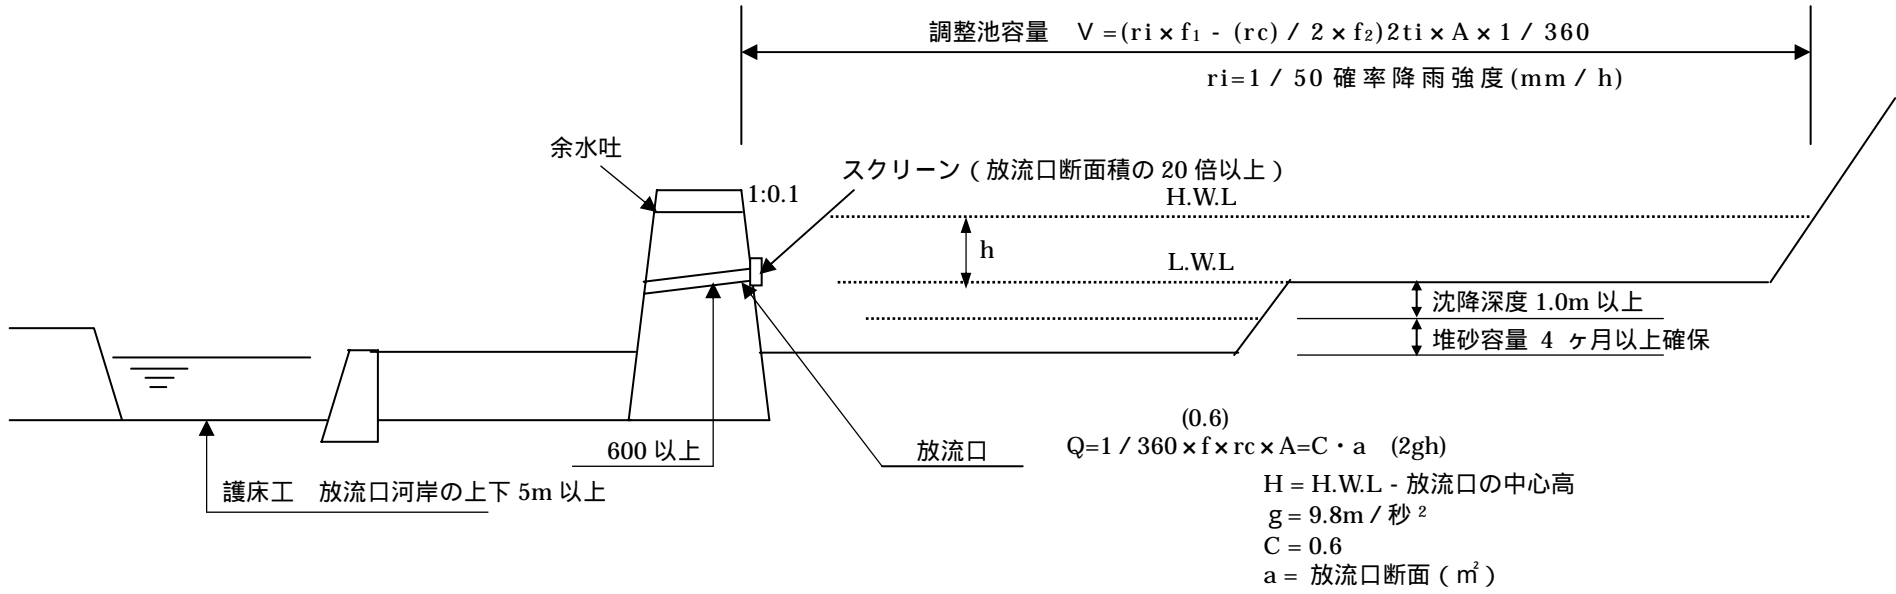 調整池容量　V =(ri × f₁ - (rc) / 2 × f₂) 2ti × A × 1 / 360
ri=1 / 50 確率降雨強度 (mm / h)
余水吐
スクリーン ( 放流口断面積の 20 倍以上 )
1:0.1
H.W.L
h
L.W.L
沈降深度 1.0m 以上
堆砂容量 4 ヶ月以上確保
(0.6)
600 以上
放流口
Q=1 / 360 × f × rc × A=C・a (2gh)
護床工　放流口河岸の上下 5m 以上
H = H.W.L - 放流口の中心高
g = 9.8m / 秒 ²
C = 0.6
a = 放流口断面 ( ㎡ )